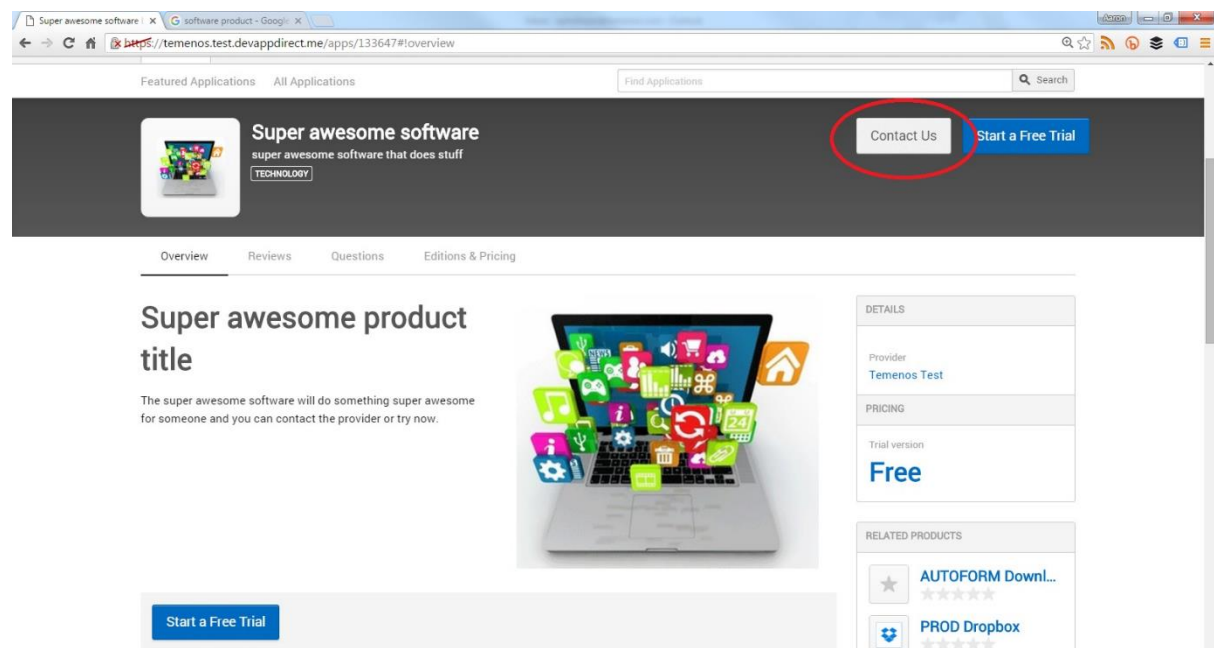 Super awesome software (
software product - Google
Aaron
https://temenos.test.devappdirect.me/apps/133647#!overview
Featured Applications All Applications
Find Applications
Search
Super awesome software
super awesome software that does stuff
TECHNOLOGY
Contact Us
Start a Free Trial
Overview Reviews Questions Editions & Pricing
Super awesome product
title
The super awesome software will do something super awesome
for someone and you can contact the provider or try now.
NEWS
24
DETAILS
Provider
Temenos Test
PRICING
Trial version
Free
RELATED PRODUCTS
AUTOFORM Downl...
PROD Dropbox
Start a Free Trial